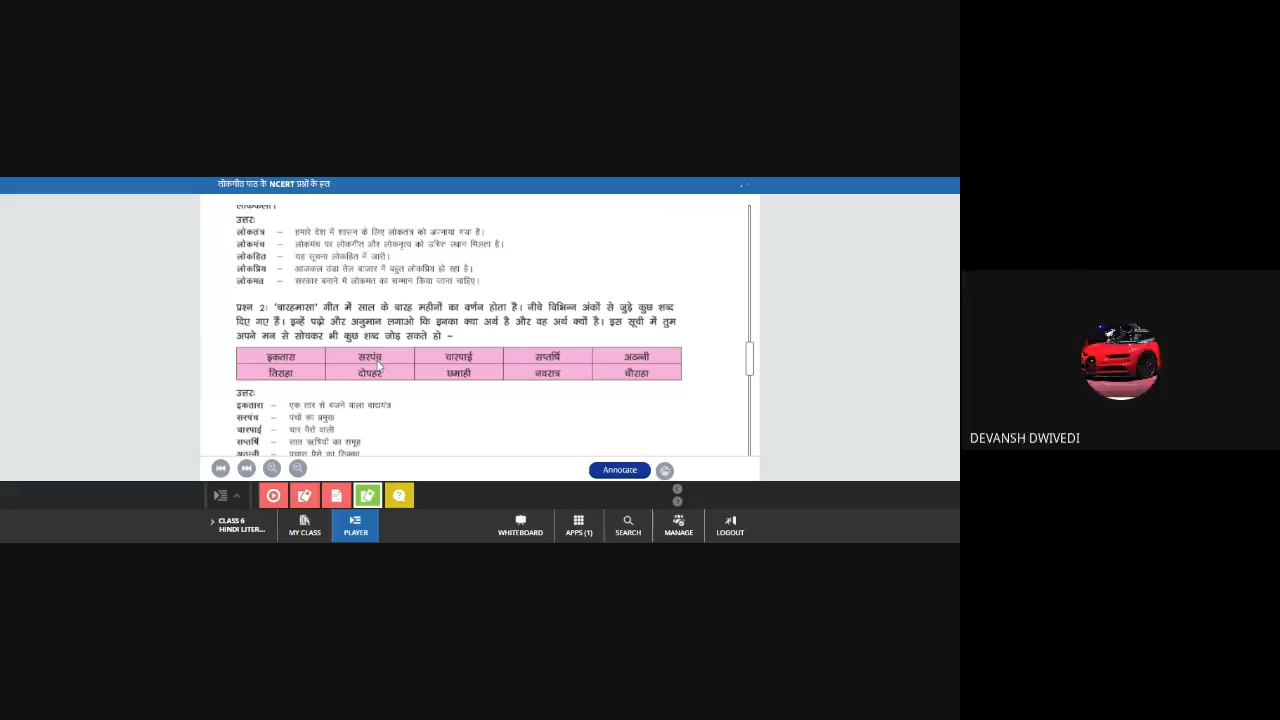 लोकगीत पाठ के NCERT प्रश्नों के हल
लोककला।
उत्तरः
लोकतंत्र – हमारे देश में शासन के लिए लोकतंत्र को अपनाया गया है।
लोकमंच – लोकमंच पर लोकगीत और लोकनृत्य को उचित स्थान मिलता है।
लोकहित – यह सूचना लोकहित में जारी।
लोकप्रिय – आजकल ठंडा तेल बाजार में बहुत लोकप्रिय हो रहा है।
लोकमत – सरकार बनाने में लोकमत का सम्मान किया जाना चाहिए।
प्रश्न 2: 'बारहमासा' गीत में साल के बारह महीनों का वर्णन होता है। नीचे विभिन्न अंकों से जुड़े कुछ शब्द
दिए गए हैं। इन्हें पढ़ो और अनुमान लगाओ कि इनका क्या अर्थ है और वह अर्थ क्यों है। इस सूची में तुम
अपने मन से सोचकर भी कुछ शब्द जोड़ सकते हो –
इकतारा सरपंच चारपाई सप्तर्षि अठन्नी
तिराहा दोपहर छमाही नवरात्र चौराहा
उत्तरः
इकतारा – एक तार से बजने वाला वाद्ययंत्र
सरपंच – पंचों का प्रमुख
चारपाई – चार पैरों वाली
सप्तर्षि – सात ऋषियों का समूह
अठन्नी – पचास पैसे का सिक्का
Annotate
CLASS 6
HINDI LITER...
MY CLASS
PLAYER
WHITEBOARD
APPS (1)
SEARCH
MANAGE
LOGOUT
DEVANSH DWIVEDI